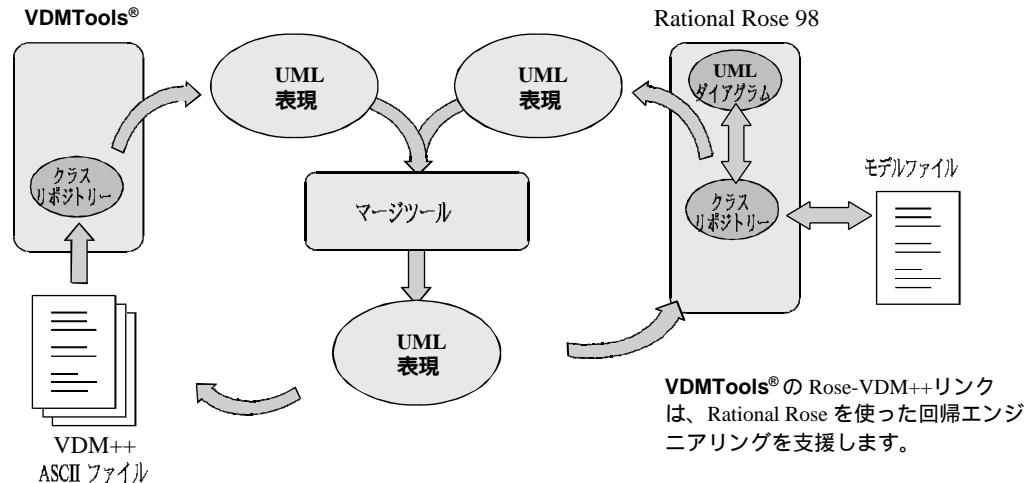 VDMTools®
Rational Rose 98
UML
表現
UML
表現
UML
ダイアグラム
クラス
リポジトリー
マージツール
クラス
リポジトリー
モデルファイル
UML
表現
VDM++
ASCII ファイル
VDMTools® の Rose-VDM++リンク
は、Rational Rose を使った回帰エンジ
ニアリングを支援します。